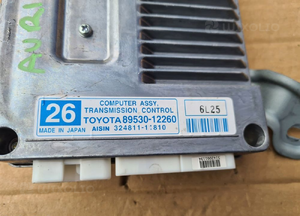 26
COMPUTER ASSY.
TRANSMISSION CONTROL
TOYOTA 89530-12260
MADE IN JAPAN AISIN 324811-11810
6L25